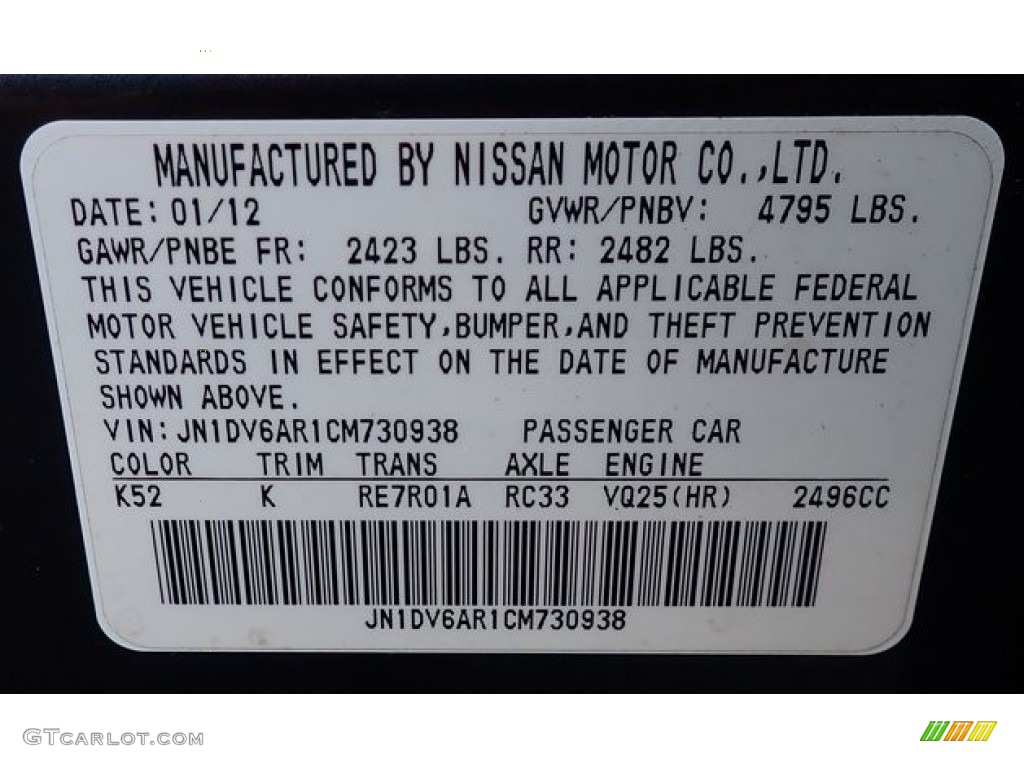 MANUFACTURED BY NISSAN MOTOR CO.,LTD.
DATE: 01/12 GVWR/PNBV: 4795 LBS.
GAWR/PNBE FR: 2423 LBS. RR: 2482 LBS.
THIS VEHICLE CONFORMS TO ALL APPLICABLE FEDERAL
MOTOR VEHICLE SAFETY,BUMPER,AND THEFT PREVENTION
STANDARDS IN EFFECT ON THE DATE OF MANUFACTURE
SHOWN ABOVE.
VIN:JN1DV6AR1CM730938 PASSENGER CAR
COLOR TRIM TRANS AXLE ENGINE
K52 K RE7R01A RC33 VQ25(HR) 2496CC
JN1DV6AR1CM730938
GTCARLOT.COM